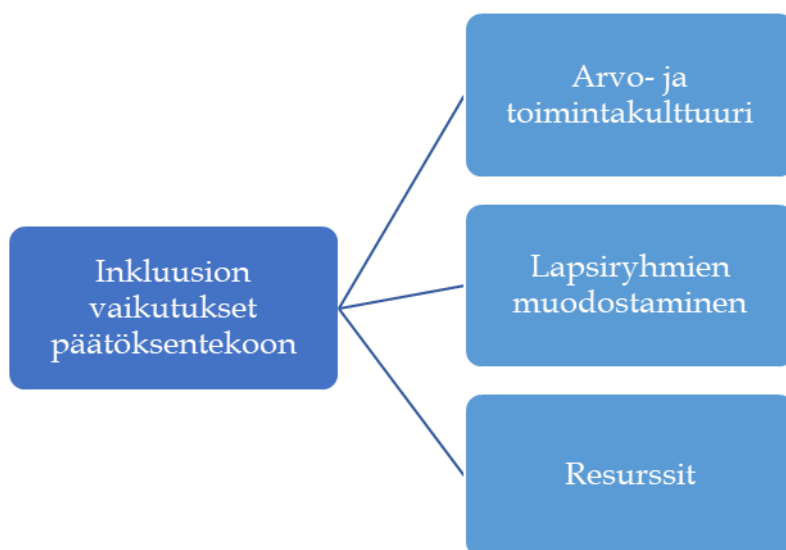 Inkluusion
vaikutukset
päätöksentekoon
Arvo- ja
toimintakulttuuri
Lapsiryhmien
muodostaminen
Resurssit